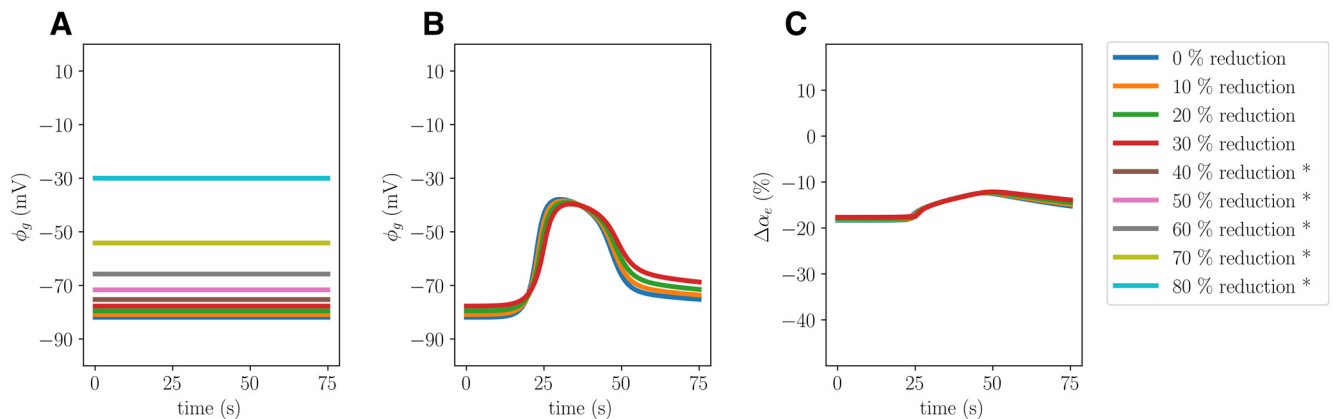 A
B
C
10
−10
−30
−50
−70
−90
ϕg (mV)
0 25 50 75
time (s)
10
−10
−30
−50
−70
−90
ϕg (mV)
0 25 50 75
time (s)
10
0
−10
−20
−30
−40
Δαe (%)
0 25 50 75
time (s)
0 % reduction
10 % reduction
20 % reduction
30 % reduction
40 % reduction *
50 % reduction *
60 % reduction *
70 % reduction *
80 % reduction *